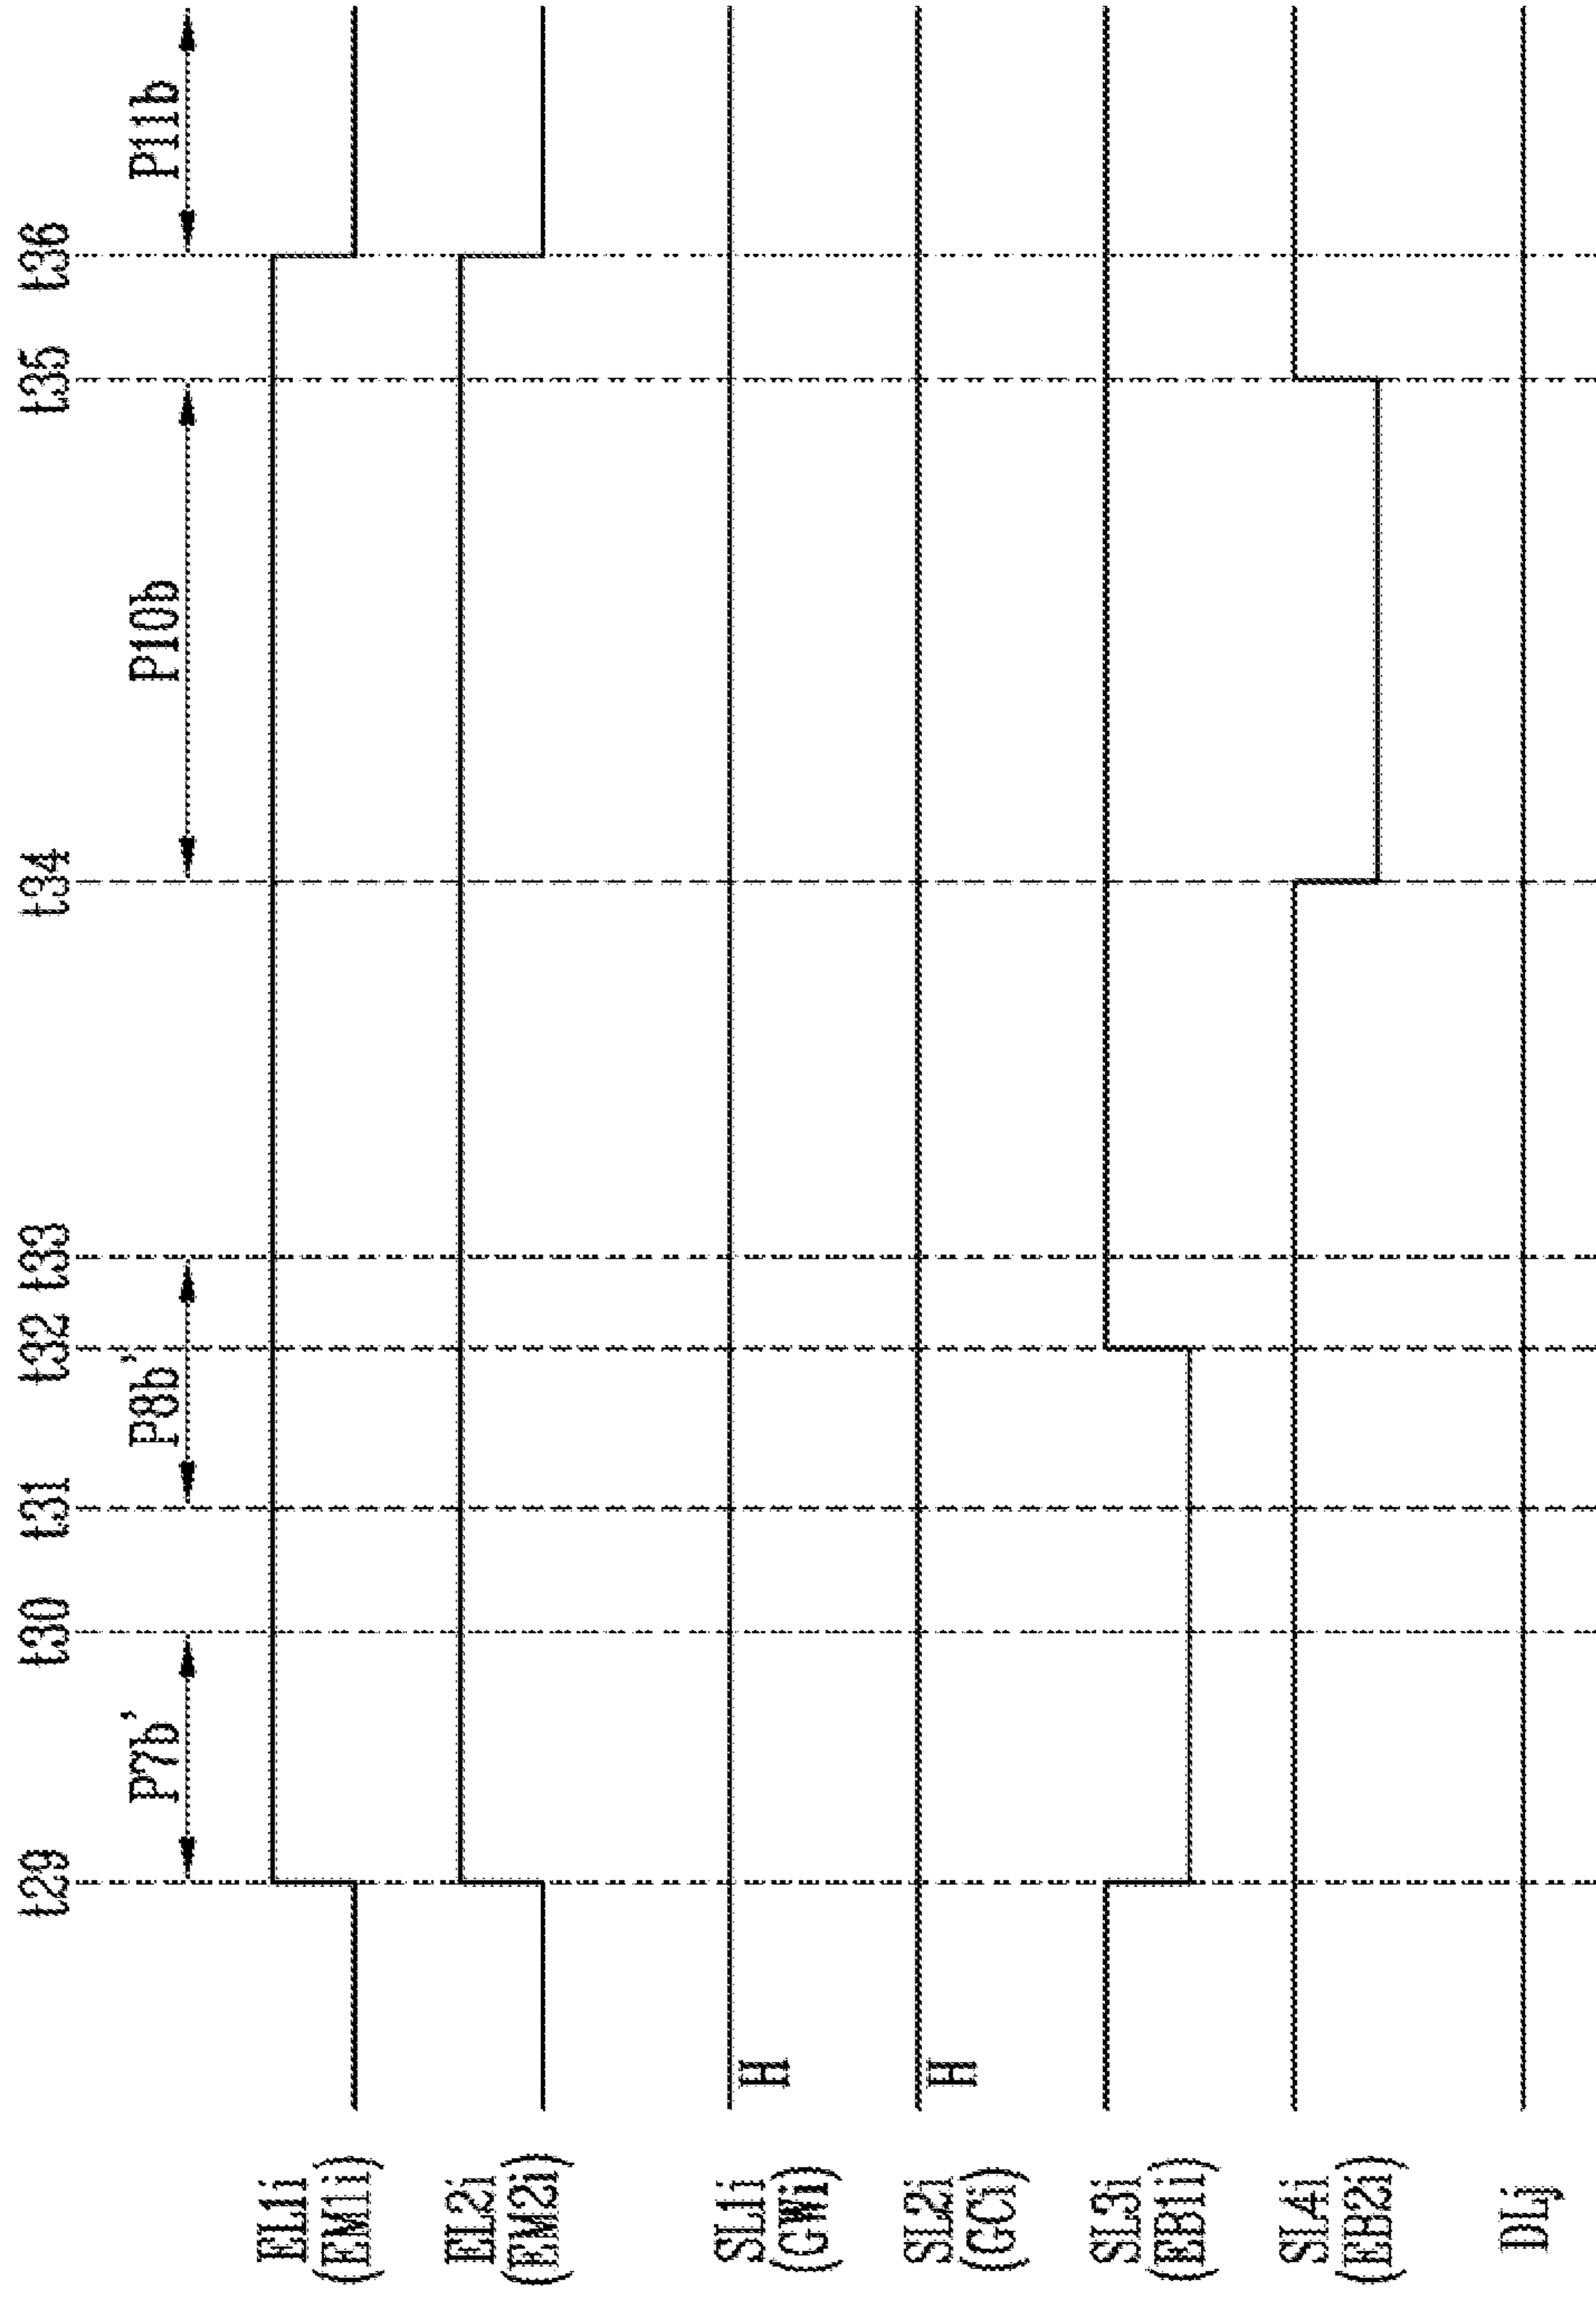 t29 t30 t31 t32 t33 t34 t35 t36
P7b' P8b' P10b P11b
EL1i
(EM1i)
EL2i
(EM2i)
SL1i
(GWi)
H
SL2i
(GCi)
H
SL3i
(EB1i)
SL4i
(EB2i)
DLj